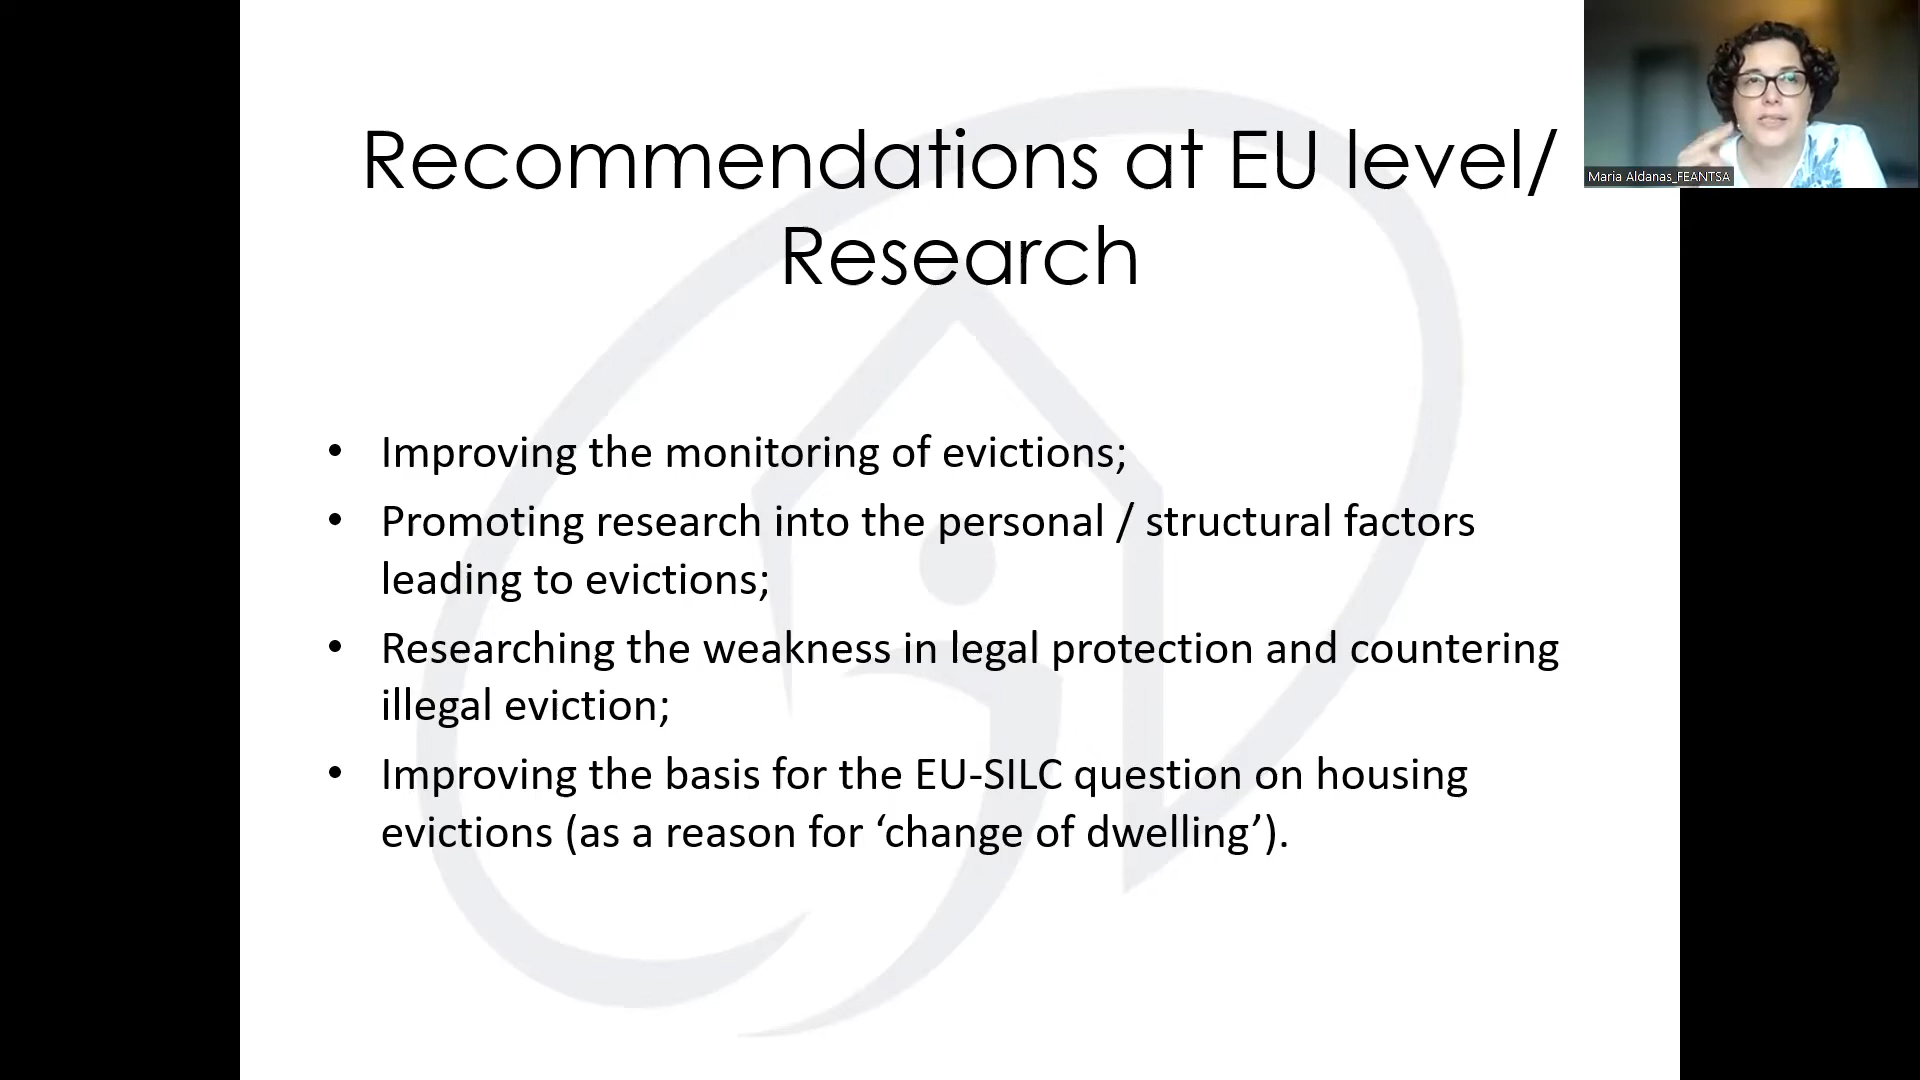 Recommendations at EU level/
Research
• Improving the monitoring of evictions;
• Promoting research into the personal / structural factors
leading to evictions;
• Researching the weakness in legal protection and countering
illegal eviction;
• Improving the basis for the EU-SILC question on housing
evictions (as a reason for ‘change of dwelling’).
Maria Aldanas_FEANTSA